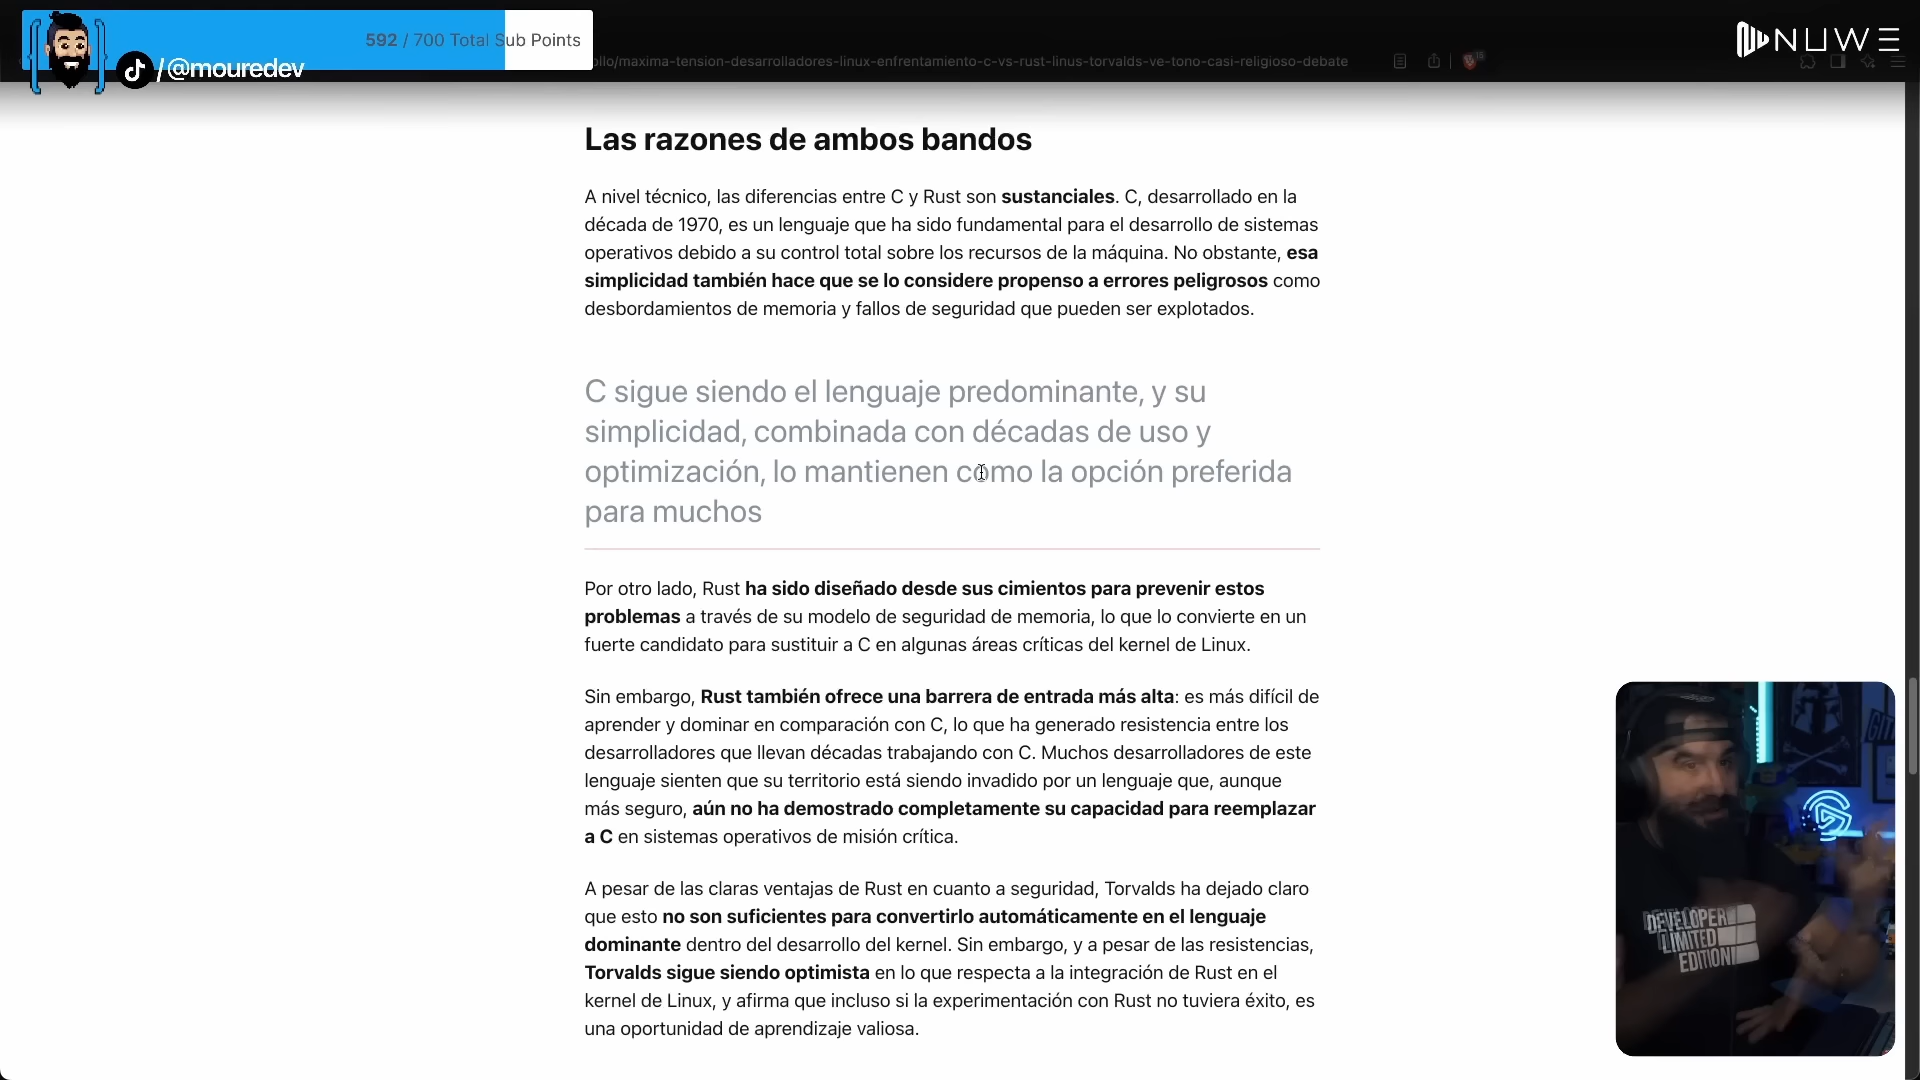 592 / 700 Total Sub Points
/@mouredev
ollo/maxima-tension-desarrolladores-linux-enfrentamiento-c-vs-rust-linus-torvalds-ve-tono-casi-religioso-debate
NUWE
Las razones de ambos bandos
A nivel técnico, las diferencias entre C y Rust son sustanciales. C, desarrollado en la
década de 1970, es un lenguaje que ha sido fundamental para el desarrollo de sistemas
operativos debido a su control total sobre los recursos de la máquina. No obstante, esa
simplicidad también hace que se lo considere propenso a errores peligrosos como
desbordamientos de memoria y fallos de seguridad que pueden ser explotados.
C sigue siendo el lenguaje predominante, y su
simplicidad, combinada con décadas de uso y
optimización, lo mantienen como la opción preferida
para muchos
Por otro lado, Rust ha sido diseñado desde sus cimientos para prevenir estos
problemas a través de su modelo de seguridad de memoria, lo que lo convierte en un
fuerte candidato para sustituir a C en algunas áreas críticas del kernel de Linux.
Sin embargo, Rust también ofrece una barrera de entrada más alta: es más difícil de
aprender y dominar en comparación con C, lo que ha generado resistencia entre los
desarrolladores que llevan décadas trabajando con C. Muchos desarrolladores de este
lenguaje sienten que su territorio está siendo invadido por un lenguaje que, aunque
más seguro, aún no ha demostrado completamente su capacidad para reemplazar
a C en sistemas operativos de misión crítica.
A pesar de las claras ventajas de Rust en cuanto a seguridad, Torvalds ha dejado claro
que esto no son suficientes para convertirlo automáticamente en el lenguaje
dominante dentro del desarrollo del kernel. Sin embargo, y a pesar de las resistencias,
Torvalds sigue siendo optimista en lo que respecta a la integración de Rust en el
kernel de Linux, y afirma que incluso si la experimentación con Rust no tuviera éxito, es
una oportunidad de aprendizaje valiosa.
GIT
DEVELOPER
LIMITED
EDITION